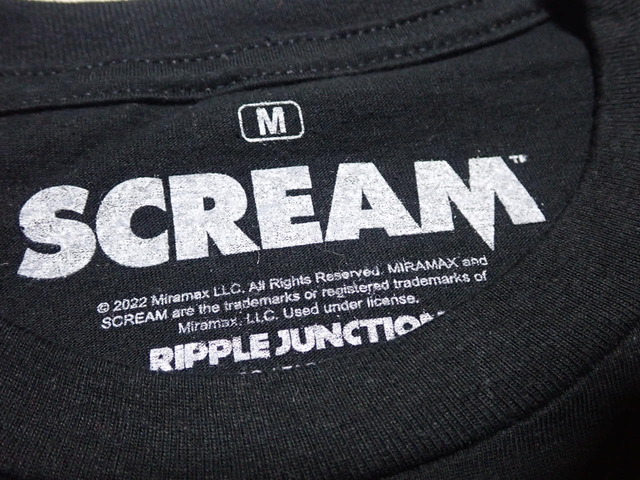 M
SCREAM™
© 2022 Miramax LLC. All Rights Reserved. MIRAMAX and
SCREAM are the trademarks or registered trademarks of
Miramax, LLC. Used under license.
RIPPLE JUNCTION